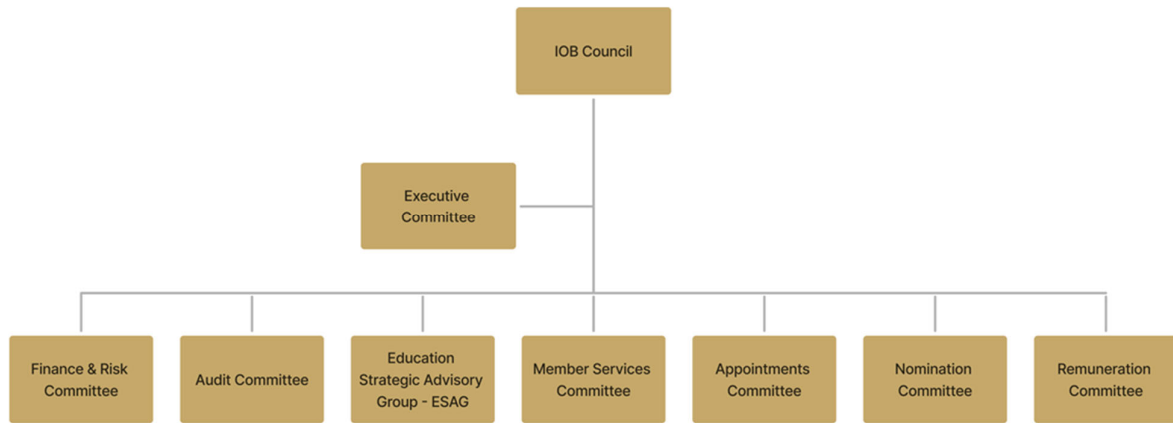 IOB Council
Executive
Committee
Finance & Risk
Committee
Audit Committee
Education
Strategic Advisory
Group - ESAG
Member Services
Committee
Appointments
Committee
Nomination
Committee
Remuneration
Committee